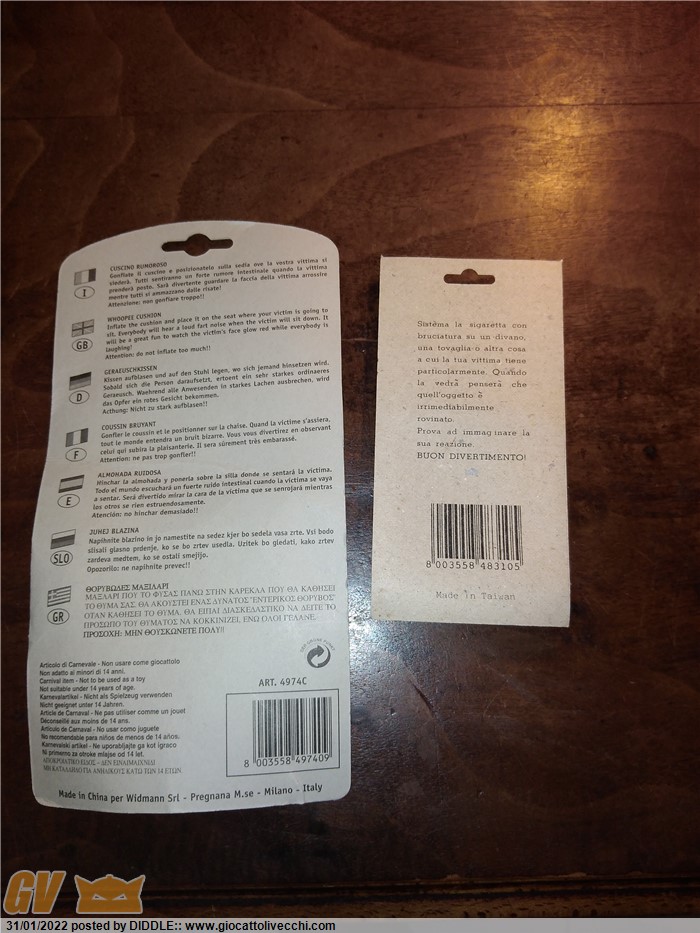 CUSCINO RUMOROSO
Gonfiate il cuscino e posizionatelo sulla sedia ove la vostra vittima si
siederà. Tutti sentiranno un forte rumore intestinale quando la vittima
prenderà posto. Sarà divertente guardare la faccia della vittima arrossire
mentre tutti si ammazzano dalle risate!
Attenzione: non gonfiare troppo!!
I
WHOOPEE CUSHION
Inflate the cushion and place it on the seat where your victim is going to
sit. Everybody will hear a loud fart noise when the victim will sit down. It
will be a great fun to watch the victim's face glow red while everybody is
laughing!
Attention: do not inflate too much!!
GB
GERAEUSCHKISSEN
Kissen aufblasen und auf den Stuhl legen, wo sich jemand hinsetzen wird.
Sobald sich die Person daraufsetzt, ertoent ein sehr starkes ordinaeres
Geraeusch. Waehrend alle Anwesenden in starkes Lachen ausbrechen, wird
das Opfer ein rotes Gesicht bekommen.
Acthung: Nicht zu stark aufblasen!!
D
COUSSIN BRUYANT
Gonfler le coussin et le positionner sur la chaise. Quand la victime s'assiera,
tout le monde entendra un bruit bizarre. Vous vous divertirez en observant
celui qui subira la plaisanterie. Il sera sûrement très embarassé.
Attention: ne pas trop gonfler!!
F
ALMOHADA RUIDOSA
Hinchar la almohada y ponerla sobre la silla donde se sentará la victima.
Todo el mundo escuchará un fuerte ruido intestinal cuando la victima se vaya
a sentar. Será divertido mirar la cara de la victima que se senrojará mientras
los otros se rien estruendosamente.
Atención: no hinchar demasiado!!
E
JUHEJ BLAZINA
Napihnite blazino in jo namestite na sedez kjer bo sedela vasa zrte. Vsi bodo
slisali glasno prdenje, ko se bo zrtev usedla. Uzitek bo gledati, kako zrtev
zardeva medtem, ko se ostali smejijo.
Opozorilo: ne napihnite prevec!!
SLO
ΘΟΡΥΒΩΔΕΣ ΜΑΞΙΛΑΡΙ
ΜΑΞΛΑΡΙ ΠΟΥ ΤΟ ΦΥΣΑΣ ΠΑΝΩ ΣΤΗΝ ΚΑΡΕΚΛΑ ΠΟΥ ΘΑ ΚΑΘΗΣΕΙ
ΤΟ ΘΥΜΑ ΣΑΣ. ΘΑ ΑΚΟΥΣΤΕΙ ΕΝΑΣ ΔΥΝΑΤΟΣ "ΕΝΤΕΡΙΚΟΣ ΘΟΡΥΒΟΣ"
ΟΤΑΝ ΚΑΘΗΣΕΙ ΤΟ ΘΥΜΑ. ΘΑ ΕΙΠΑΙ ΔΙΑΣΚΕΔΑΣΤΙΚΟ ΝΑ ΔΕΙΤΕ ΤΟ
ΠΡΟΣΩΠΟ ΤΟΥ ΘΥΜΑΤΟΣ ΝΑ ΚΟΚΚΙΝΙΖΕΙ, ΕΝΩ ΟΛΟΙ ΓΕΛΑΝΕ.
ΠΡΟΣΟΧΗ: ΜΗΝ ΦΟΥΣΚΩΝΕΤΕ ΠΟΛΥ!!
GR
Articolo di Carnevale - Non usare come giocattolo
Non adatto ai minori di 14 anni.
Carnival item - Not to be used as a toy
Not suitable under 14 years of age.
Karnevalartikel - Nicht als Spielzeug verwenden
Nicht geeignet unter 14 Jahren.
Article de Carnaval - Ne pas utiliser comme un jouet
Déconseillé aux moins de 14 ans.
Articulo de Carnaval - No usar como juguete
No recomendable para niños de menos de 14 años.
Karnevalski artikel - Ne uporabljajte ga kot igraco
Ni primerno za otroke mlajse od 14 let.
ΑΠΟΚΡΙΑΤΙΚΟ ΕΙΔΟΣ - ΔΕΝ ΕΙΝΑΙ
ΜΗ ΚΑΤΑΛΛΗΛΟ ΓΙΑ ΑΝΗΛΙΚΟΥΣ ΚΑΤΩ ΤΩΝ 14 ΕΤΩΝ.
ART. 4974C
8 003558 497409
Made in China per Widmann Srl - Pregnana M.se - Milano - Italy
Sistèma la sigaretta con
bruciatura su un divano,
una tovaglia o altra cosa
a cui la tua vittima tiene
particolarmente. Quando
la vedrà penserà che
quell'oggetto è
irrimediabilmente
rovinato.
Prova ad immaginare la
sua reazione.
BUON DIVERTIMENTO!
8 003558 483105
Made in Taiwan
GV
31/01/2022 posted by DIDDLE:: www.giocattolivecchi.com